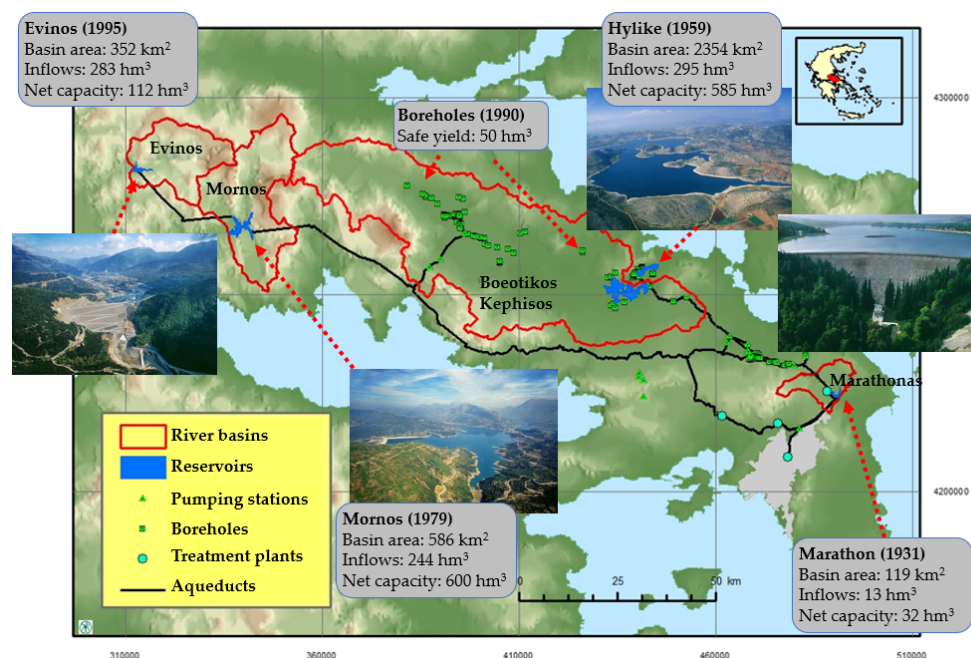 Evinos (1995)
Basin area: 352 km²
Inflows: 283 hm³
Net capacity: 112 hm³
Hylike (1959)
Basin area: 2354 km²
Inflows: 295 hm³
Net capacity: 585 hm³
Boreholes (1990)
Safe yield: 50 hm³
4300000
Evinos
Mornos
Boeotikos
Kephisos
Marathonas
River basins
Reservoirs
Pumping stations
Boreholes
Treatment plants
Aqueducts
4200000
Mornos (1979)
Basin area: 586 km²
Inflows: 244 hm³
Net capacity: 600 hm³
0 25 50 km
Marathon (1931)
Basin area: 119 km²
Inflows: 13 hm³
Net capacity: 32 hm³
310000 360000 410000 460000 510000